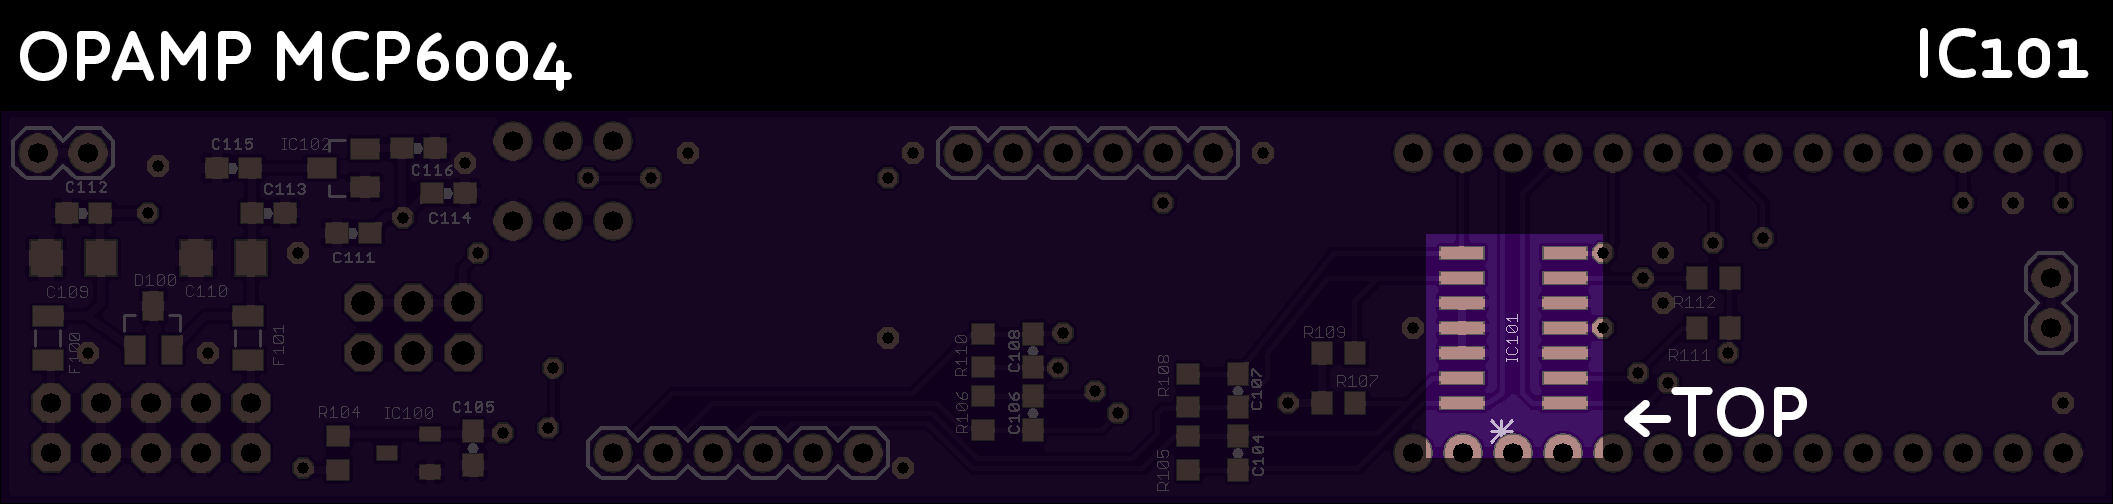 OPAMP MCP6004
IC101
C115
IC102
C116
C112
C113
C114
C111
D100
C109
C110
F100
F101
R104
IC100
C105
R110
C108
R106
C106
R108
C107
R105
C104
R109
R107
IC101
R112
R111
←TOP